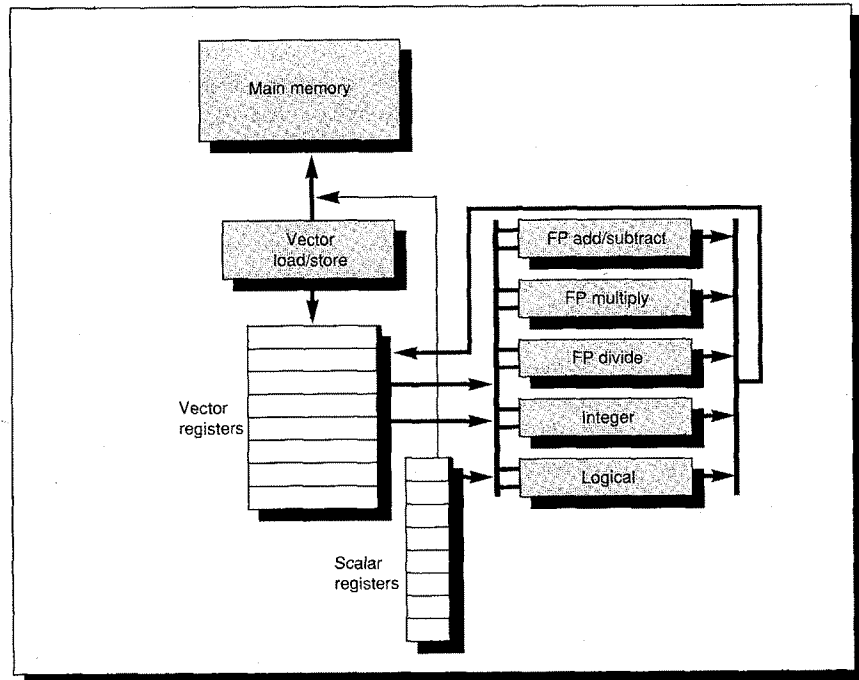 Main memory
Vector
load/store
FP add/subtract
FP multiply
FP divide
Integer
Logical
Vector
registers
Scalar
registers